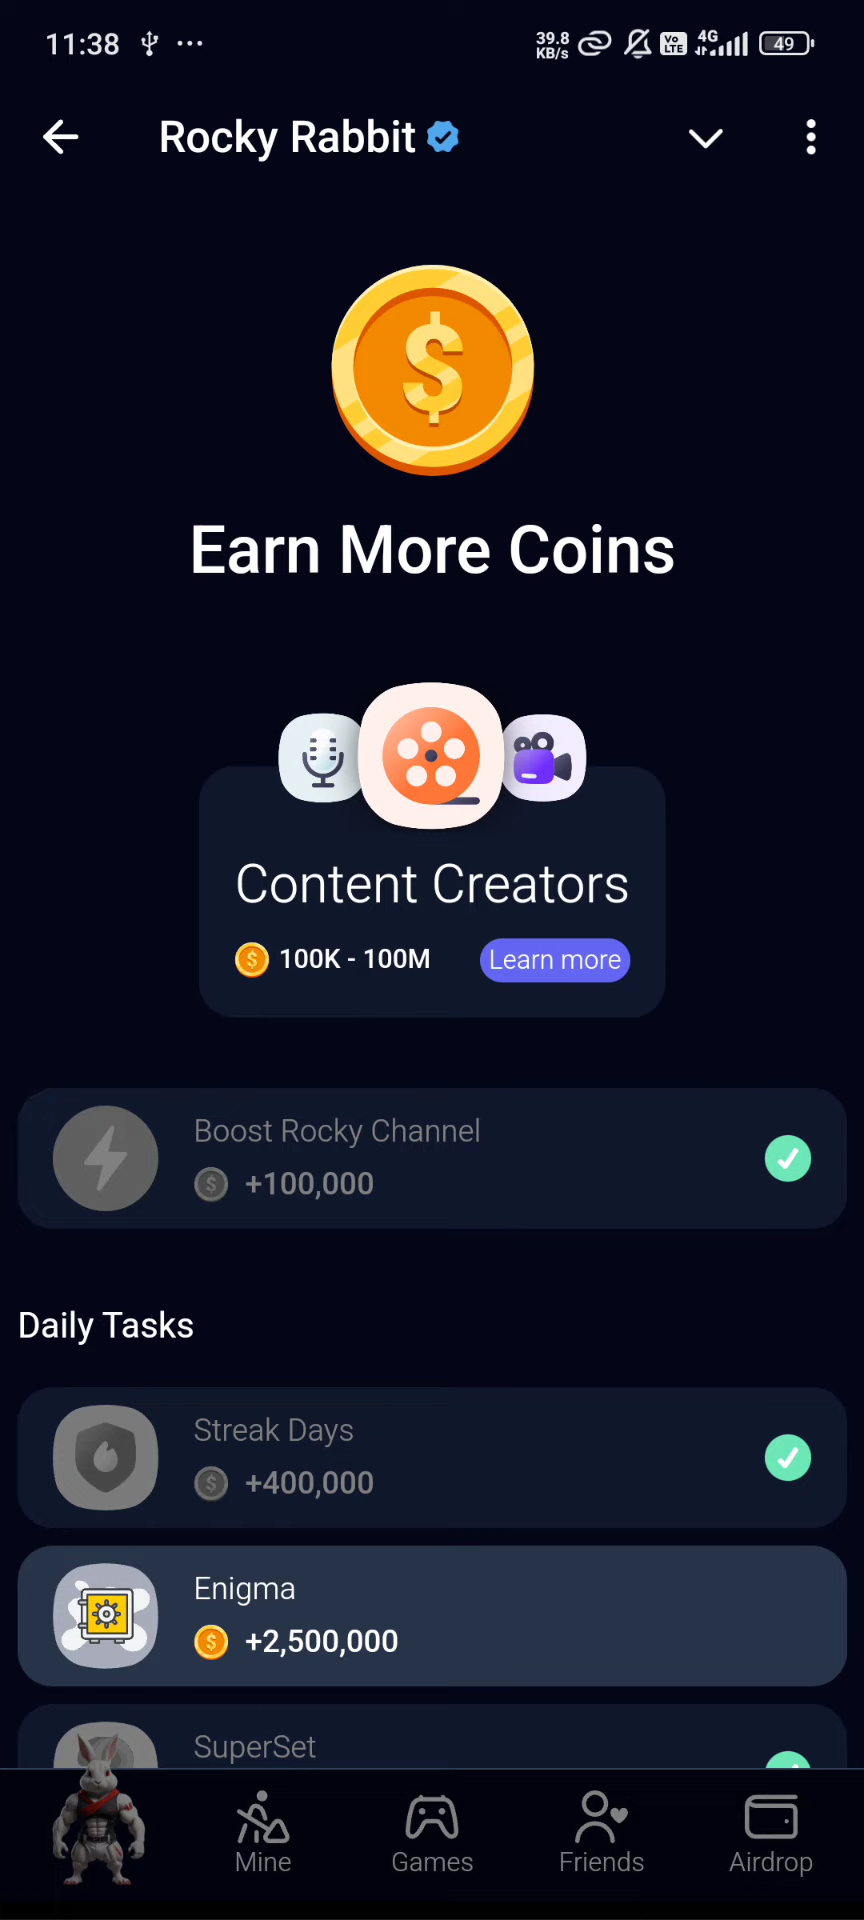 11:38
39.8
KB/s
Vo
LTE
4G
49
Rocky Rabbit
Earn More Coins
Content Creators
100K - 100M
Learn more
Boost Rocky Channel
+100,000
Daily Tasks
Streak Days
+400,000
Enigma
+2,500,000
SuperSet
Mine
Games
Friends
Airdrop